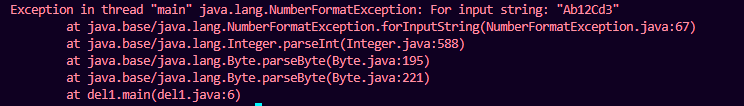 Exception in thread "main" java.lang.NumberFormatException: For input string: "Ab12Cd3"
at java.base/java.lang.NumberFormatException.forInputString(NumberFormatException.java:67)
at java.base/java.lang.Integer.parseInt(Integer.java:588)
at java.base/java.lang.Byte.parseByte(Byte.java:195)
at java.base/java.lang.Byte.parseByte(Byte.java:221)
at del1.main(del1.java:6)